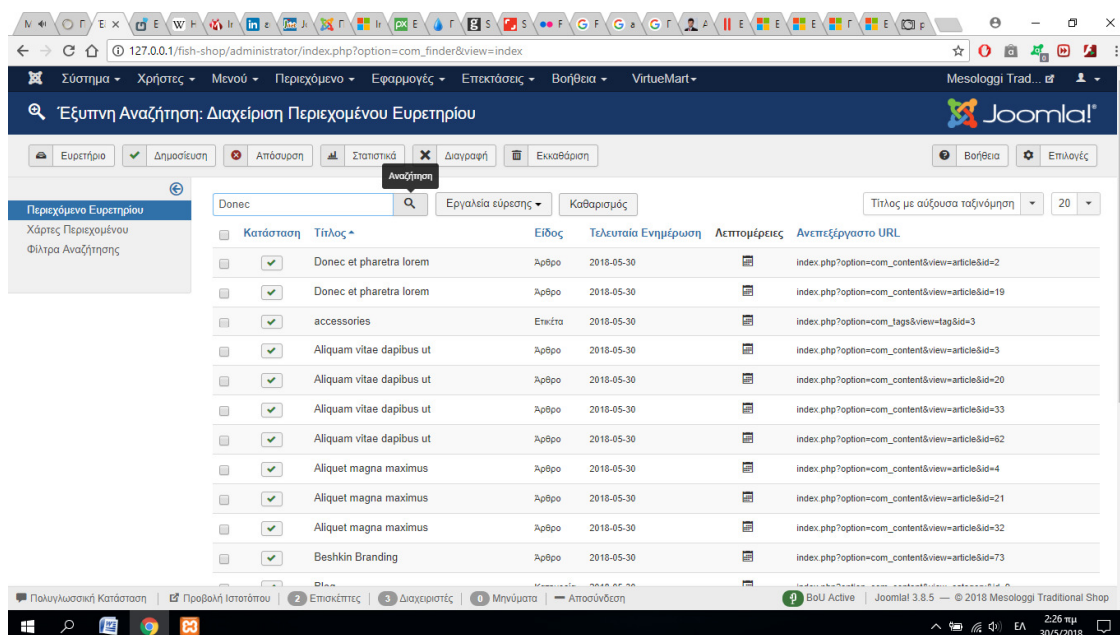 127.0.0.1/fish-shop/administrator/index.php?option=com_finder&view=index
Σύστημα Χρήστες Μενού Περιεχόμενο Εφαρμογές Επεκτάσεις Βοήθεια VirtueMart Mesologgi Trad...
Έξυπνη Αναζήτηση: Διαχείριση Περιεχομένου Ευρετηρίου Joomla!
Ευρετήριο Δημοσίευση Απόσυρση Στατιστικά Διαγραφή Εκκαθάριση Βοήθεια Επιλογές
Αναζήτηση
Περιεχόμενο Ευρετηρίου
Χάρτες Περιεχομένου
Φίλτρα Αναζήτησης
Donec Εργαλεία εύρεσης Καθαρισμός Τίτλος με αύξουσα ταξινόμηση 20
Κατάσταση Τίτλος Είδος Τελευταία Ενημέρωση Λεπτομέρειες Ανεπεξέργαστο URL
Donec et pharetra lorem Άρθρο 2018-05-30 index.php?option=com_content&view=article&id=2
Donec et pharetra lorem Άρθρο 2018-05-30 index.php?option=com_content&view=article&id=19
accessories Ετικέτα 2018-05-30 index.php?option=com_tags&view=tag&id=3
Aliquam vitae dapibus ut Άρθρο 2018-05-30 index.php?option=com_content&view=article&id=3
Aliquam vitae dapibus ut Άρθρο 2018-05-30 index.php?option=com_content&view=article&id=20
Aliquam vitae dapibus ut Άρθρο 2018-05-30 index.php?option=com_content&view=article&id=33
Aliquam vitae dapibus ut Άρθρο 2018-05-30 index.php?option=com_content&view=article&id=62
Aliquet magna maximus Άρθρο 2018-05-30 index.php?option=com_content&view=article&id=4
Aliquet magna maximus Άρθρο 2018-05-30 index.php?option=com_content&view=article&id=21
Aliquet magna maximus Άρθρο 2018-05-30 index.php?option=com_content&view=article&id=32
Beshkin Branding Άρθρο 2018-05-30 index.php?option=com_content&view=article&id=73
Πολυγλωσσική Κατάσταση Προβολή Ιστοτόπου 2 Επισκέπτες 3 Διαχειριστές 0 Μηνύματα Αποσύνδεση BoU Active Joomla! 3.8.5 — © 2018 Mesologgi Traditional Shop
ΕΛ 2:26 πμ
30/5/2018